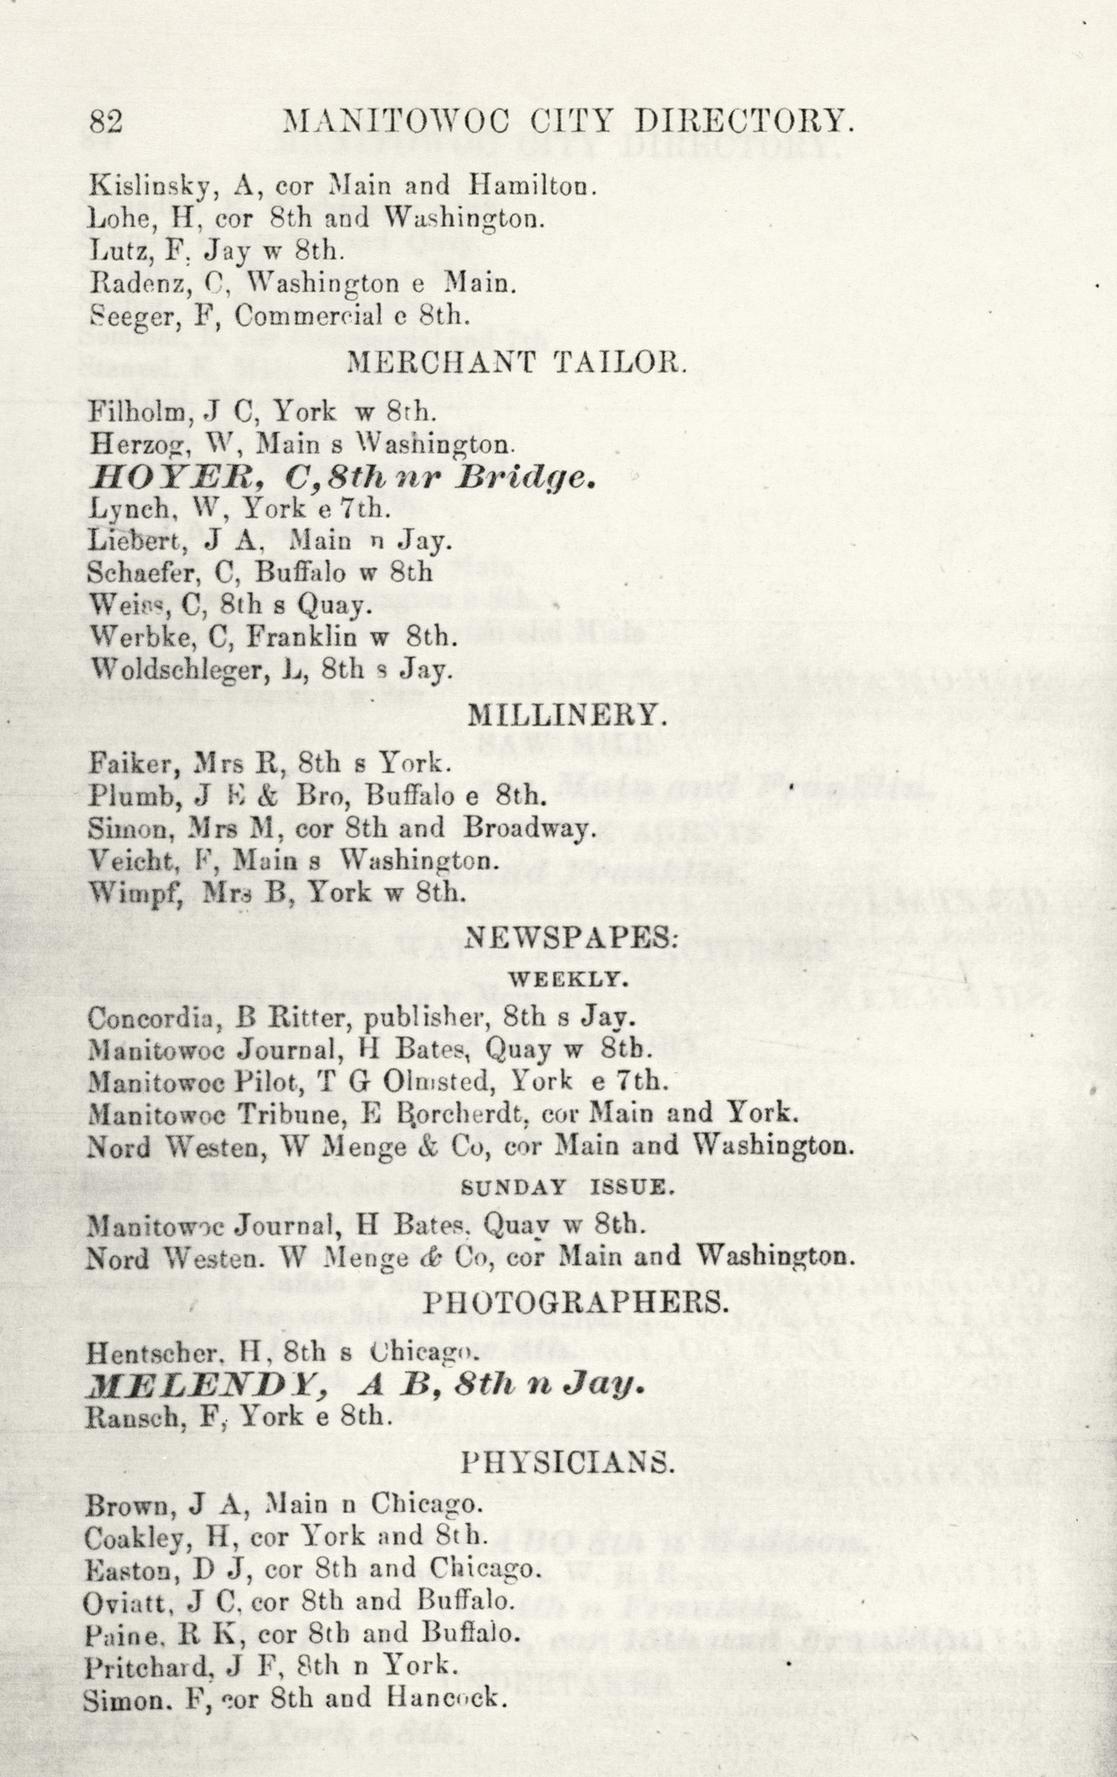 82 MANITOWOC CITY DIRECTORY.
Kislinsky, A, cor Main and Hamilton.
Lohe, H, cor 8th and Washington.
Lutz, F. Jay w 8th.
Radenz, C, Washington e Main.
Seeger, F, Commercial e 8th.
MERCHANT TAILOR.
Filholm, J C, York w 8th.
Herzog, W, Main s Washington.
HOYER, C, 8th nr Bridge.
Lynch, W, York e 7th.
Liebert, J A, Main n Jay.
Schaefer, C, Buffalo w 8th
Weiss, C, 8th s Quay.
Werbke, C, Franklin w 8th.
Woldschleger, L, 8th s Jay.
MILLINERY.
Faiker, Mrs R, 8th s York.
Plumb, J E & Bro, Buffalo e 8th.
Simon, Mrs M, cor 8th and Broadway.
Veicht, F, Main s Washington.
Wimpf, Mrs B, York w 8th.
NEWSPAPES:
WEEKLY.
Concordia, B Ritter, publisher, 8th s Jay.
Manitowoc Journal, H Bates, Quay w 8th.
Manitowoc Pilot, T G Olmsted, York e 7th.
Manitowoc Tribune, E Borcherdt, cor Main and York.
Nord Westen, W Menge & Co, cor Main and Washington.
SUNDAY ISSUE.
Manitowoc Journal, H Bates, Quay w 8th.
Nord Westen. W Menge & Co, cor Main and Washington.
PHOTOGRAPHERS.
Hentscher, H, 8th s Chicago.
MELENDY, A B, 8th n Jay.
Rausch, F, York e 8th.
PHYSICIANS.
Brown, J A, Main n Chicago.
Coakley, H, cor York and 8th.
Easton, D J, cor 8th and Chicago.
Oviatt, J C, cor 8th and Buffalo.
Paine, R K, cor 8th and Buffalo.
Pritchard, J F, 8th n York.
Simon. F, cor 8th and Hancock.